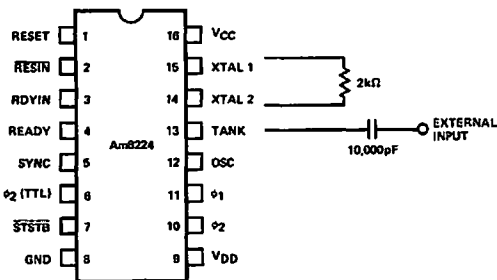 RESET 1 16 VCC
RESIN 2 15 XTAL 1
2kΩ
RDYIN 3 14 XTAL 2
READY 4 13 TANK
EXTERNAL
INPUT
10,000pF
Am8224
SYNC 5 12 OSC
ϕ2 (TTL) 6 11 ϕ1
STSTB 7 10 ϕ2
GND 8 9 VDD